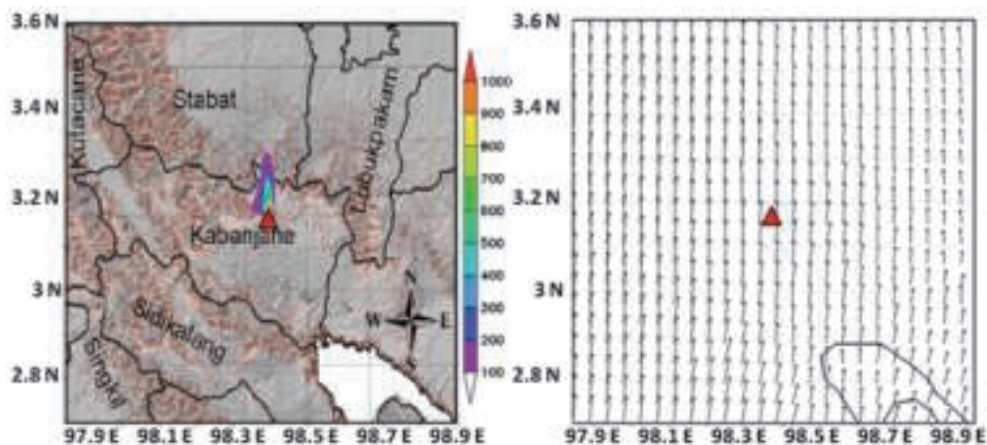 3.6 N
3.4 N
3.2 N
3 N
2.8 N
Kutacane
Stabat
Lubukpakam
Kabanjahe
Sidikalang
Singkil
N
W
E
S
97.9 E 98.1 E 98.3 E 98.5 E 98.7 E 98.9 E
1000
900
800
700
600
500
400
300
200
100
3.6 N
3.4 N
3.2 N
3 N
2.8 N
97.9 E 98.1 E 98.3 E 98.5 E 98.7 E 98.9 E